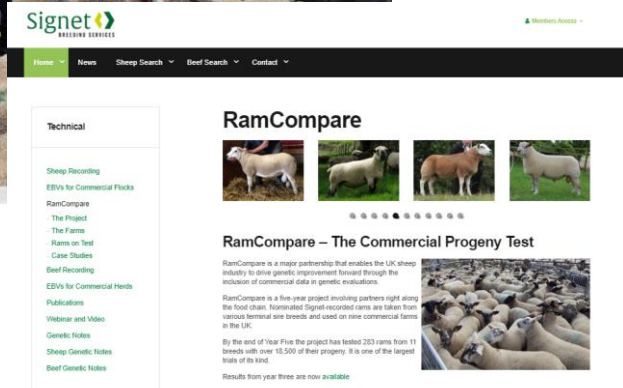 Signet
BREEDING SERVICES
Members Access
Home News Sheep Search Beef Search Contact
Technical
Sheep Recording
EBVs for Commercial Flocks
RamCompare
- The Project
- The Farms
- Rams on Test
- Case Studies
Beef Recording
EBVs for Commercial Herds
Publications
Webinar and Video
Genetic Notes
Sheep Genetic Notes
Beef Genetic Notes
RamCompare
RamCompare – The Commercial Progeny Test
RamCompare is a major partnership that enables the UK sheep
industry to drive genetic improvement forward through the
inclusion of commercial data in genetic evaluations.
RamCompare is a five-year project involving partners right along
the food chain. Nominated Signet-recorded rams are taken from
various terminal sire breeds and used on nine commercial farms
in the UK.
By the end of Year Five the project has tested 283 rams from 11
breeds with over 18,500 of their progeny. It is one of the largest
trials of its kind.
Results from year three are now available